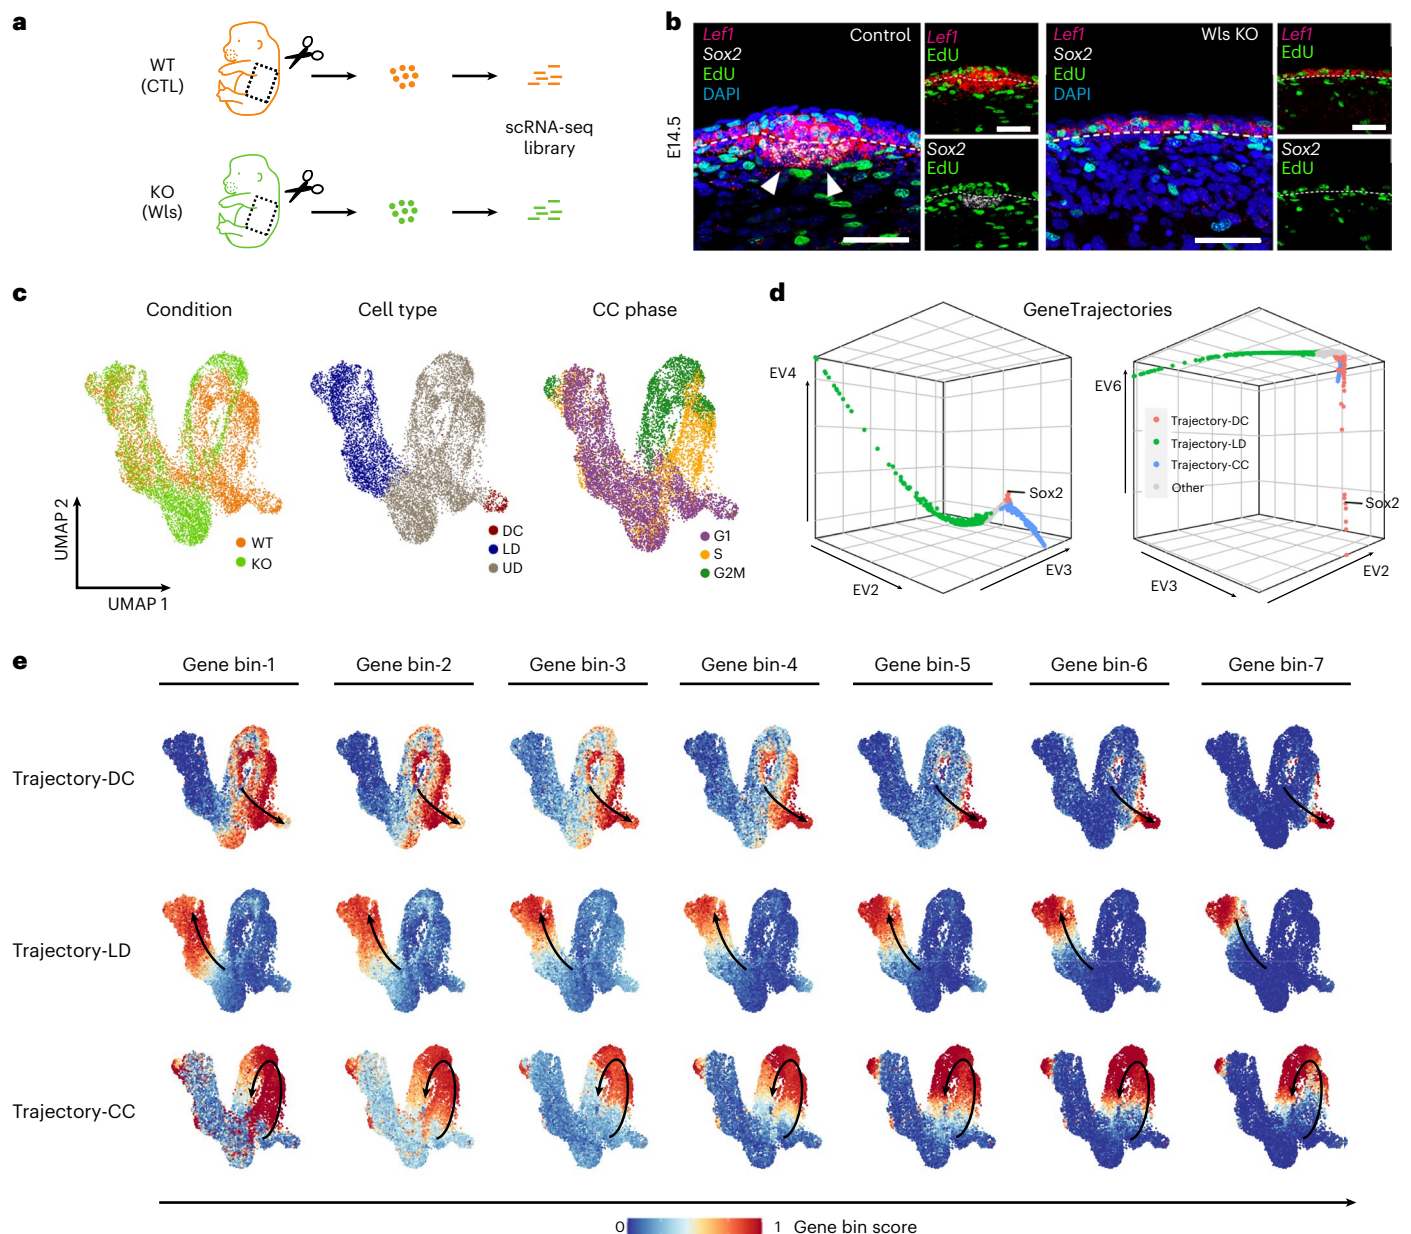 a
WT
(CTL)
KO
(Wls)
scRNA-seq
library
b
E14.5
Lef1
Sox2
EdU
DAPI
Control
Lef1
EdU
Sox2
EdU
Lef1
Sox2
EdU
DAPI
Wls KO
Lef1
EdU
Sox2
EdU
c
Condition
Cell type
CC phase
UMAP 2
UMAP 1
WT
KO
DC
LD
UD
G1
S
G2M
d
GeneTrajectories
EV4
EV2
EV3
Sox2
EV6
EV3
EV2
Trajectory-DC
Trajectory-LD
Trajectory-CC
Other
Sox2
e
Gene bin-1
Gene bin-2
Gene bin-3
Gene bin-4
Gene bin-5
Gene bin-6
Gene bin-7
Trajectory-DC
Trajectory-LD
Trajectory-CC
0
1
Gene bin score